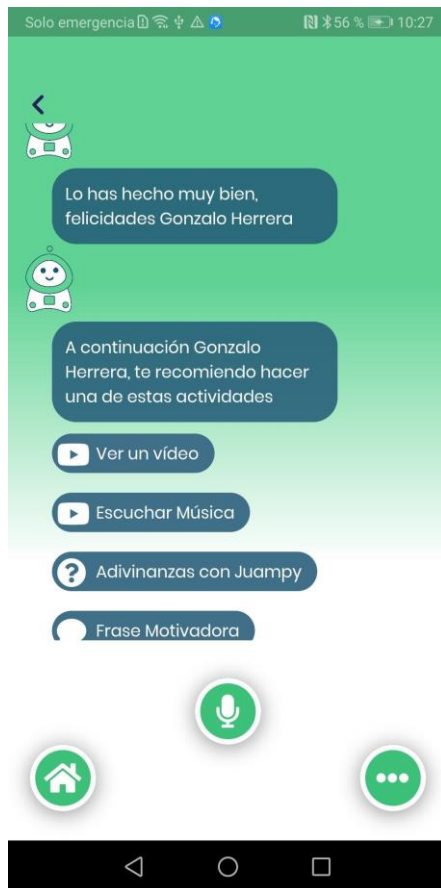 Solo emergencia 56 % 10:27
Lo has hecho muy bien,
felicidades Gonzalo Herrera
A continuación Gonzalo
Herrera, te recomiendo hacer
una de estas actividades
Ver un vídeo
Escuchar Música
? Adivinanzas con Juampy
Frase Motivadora